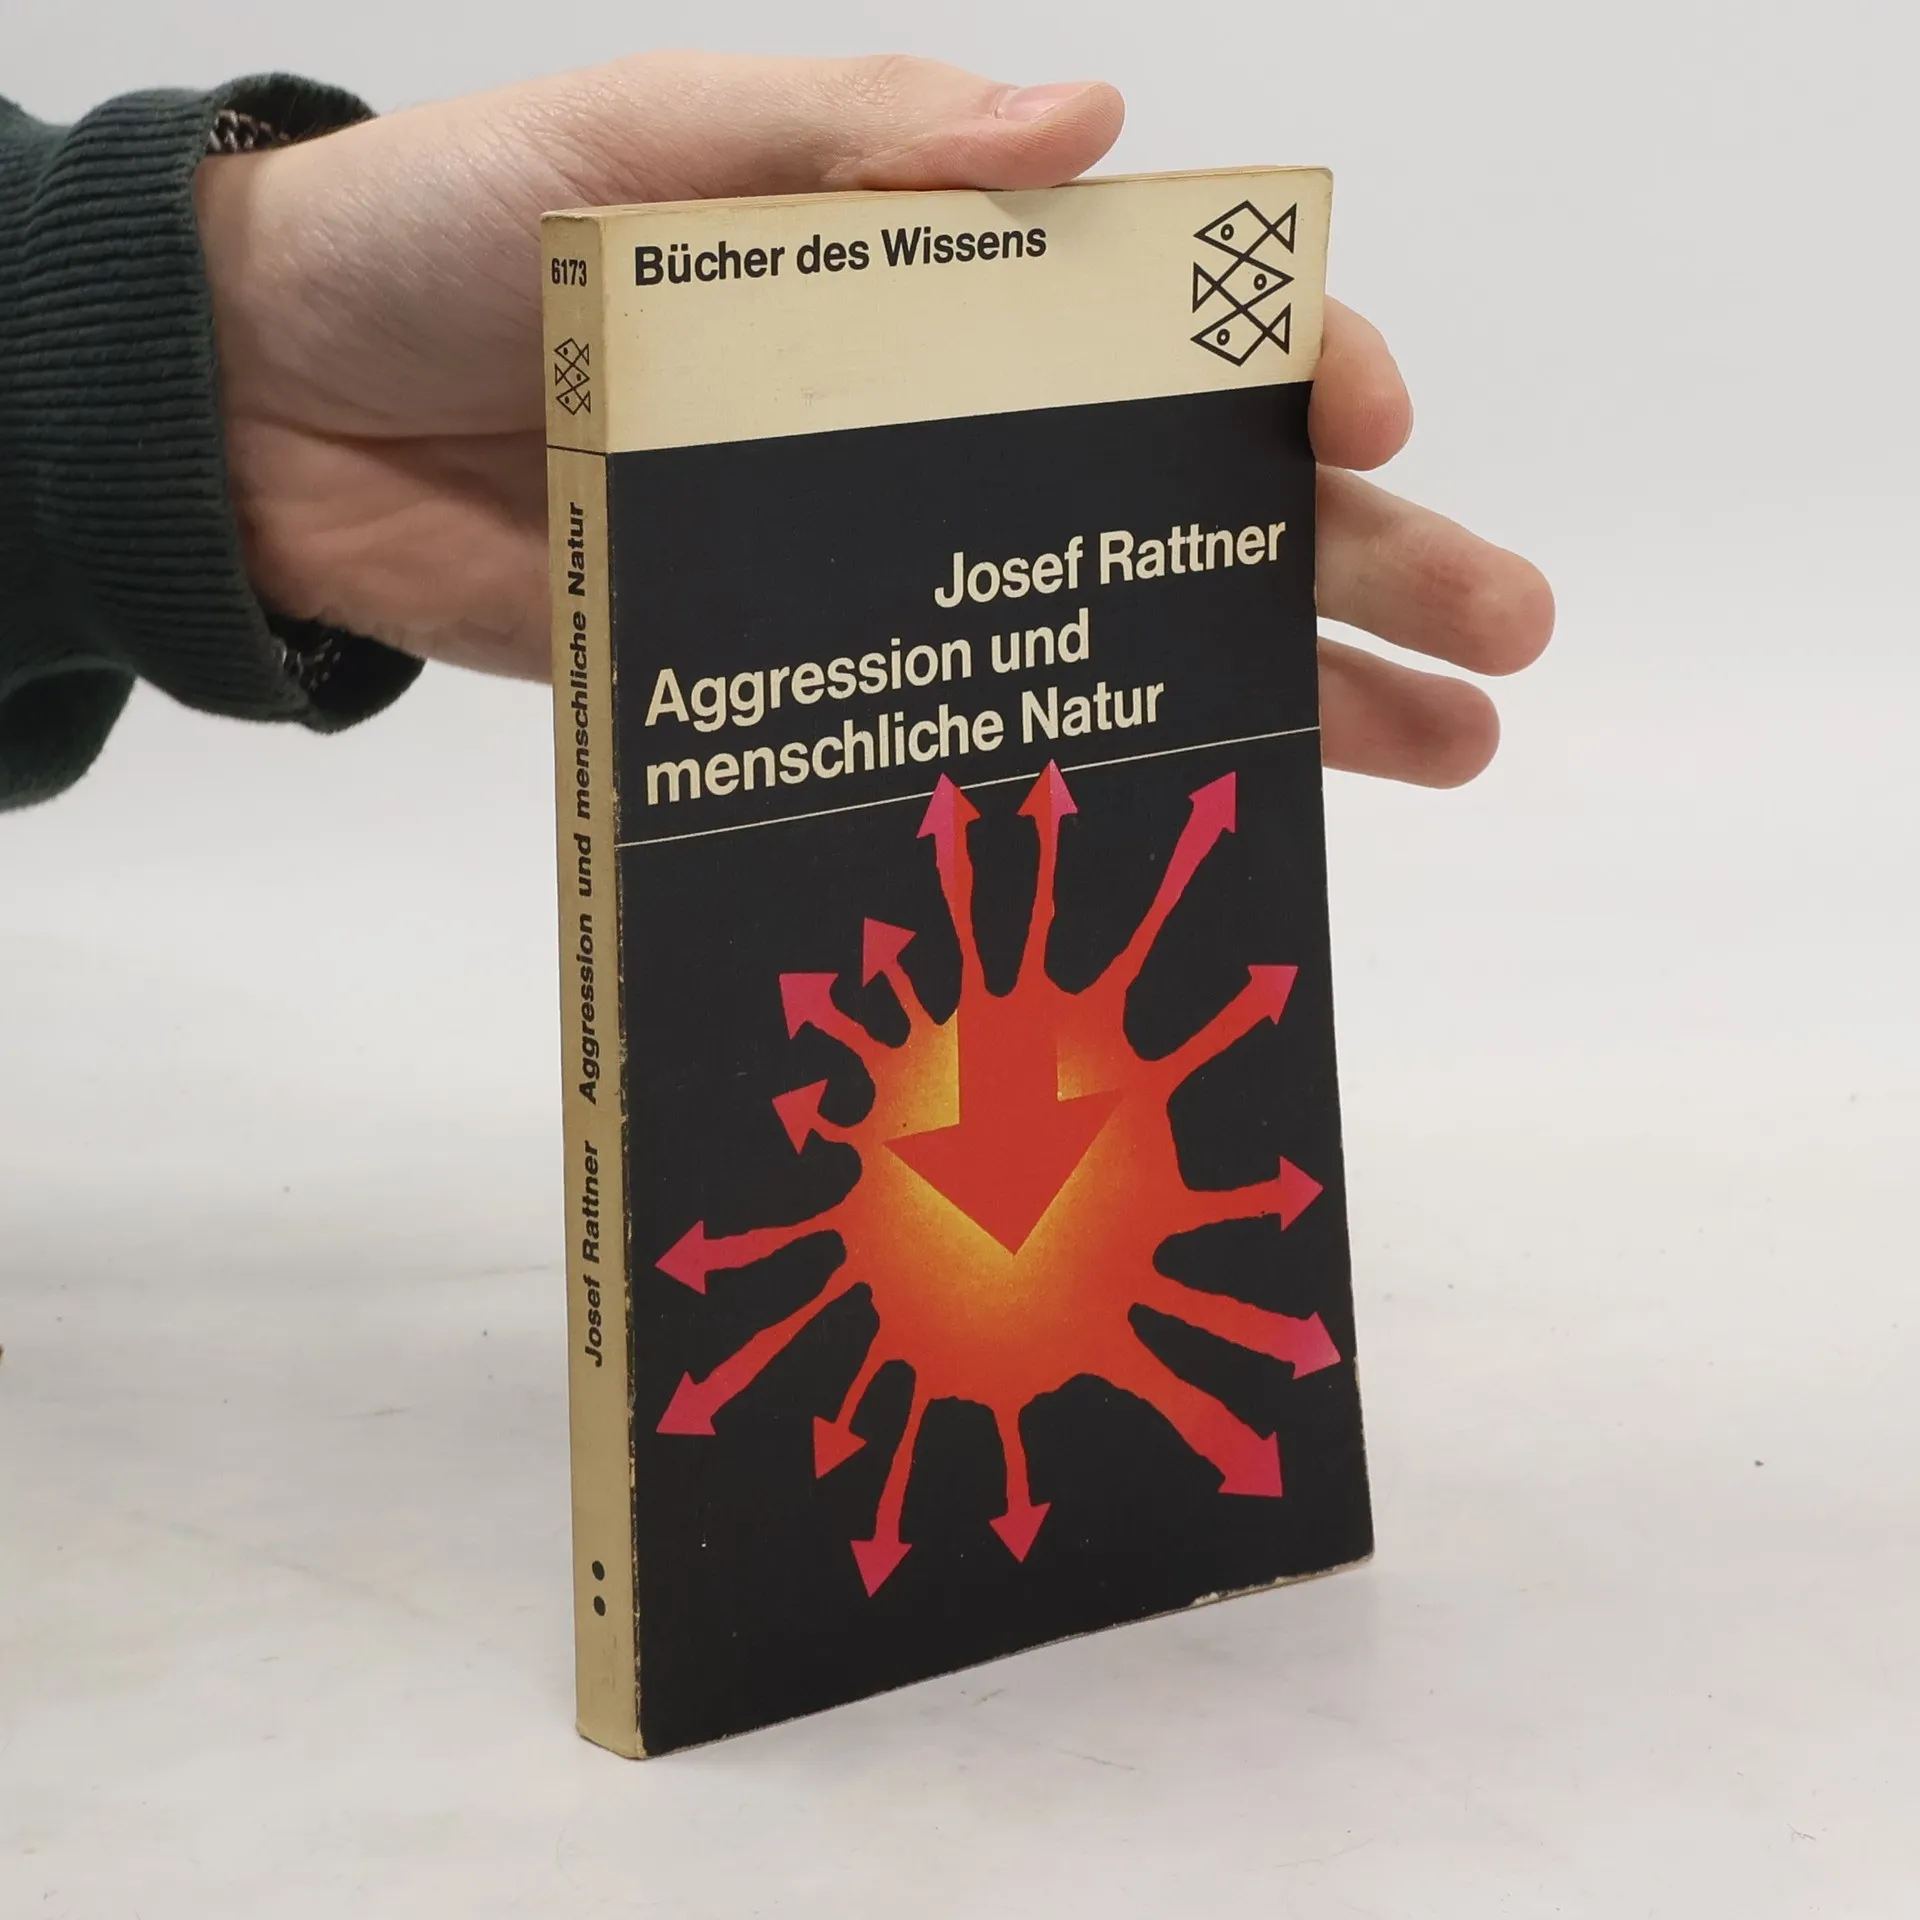 6173
Josef Rattner Aggression und menschliche Natur
Bücher des Wissens
Josef Rattner
Aggression und
menschliche Natur